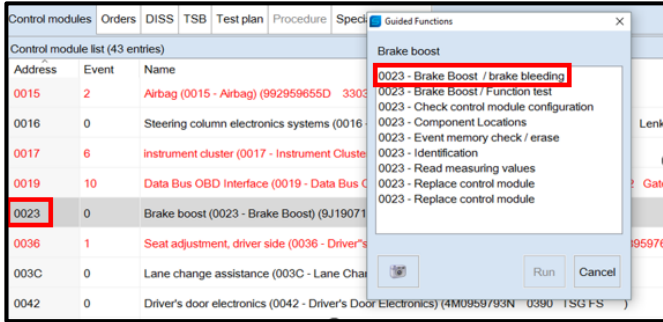 Control modules Orders DISS TSB Test plan Procedure Speci
Guided Functions
Control module list (43 entries)
Brake boost
Address Event Name
0023 - Brake Boost / brake bleeding
0023 - Brake Boost / Function test
0023 - Check control module configuration
0023 - Component Locations
0023 - Event memory check / erase
0023 - Identification
0023 - Read measuring values
0023 - Replace control module
0023 - Replace control module
Run Cancel
0015 2 Airbag (0015 - Airbag) (992959655D 3303
0016 0 Steering column electronics systems (0016 - Lenk
0017 6 instrument cluster (0017 - Instrument Cluste
0019 10 Data Bus OBD Interface (0019 - Data Bus Gate
0023 0 Brake boost (0023 - Brake Boost) (9J19071
0036 1 Seat adjustment, driver side (0036 - Driver"s 95976
003C 0 Lane change assistance (003C - Lane Char
0042 0 Driver's door electronics (0042 - Driver's Door Electronics) (4M0959793N 0390 TSG FS )